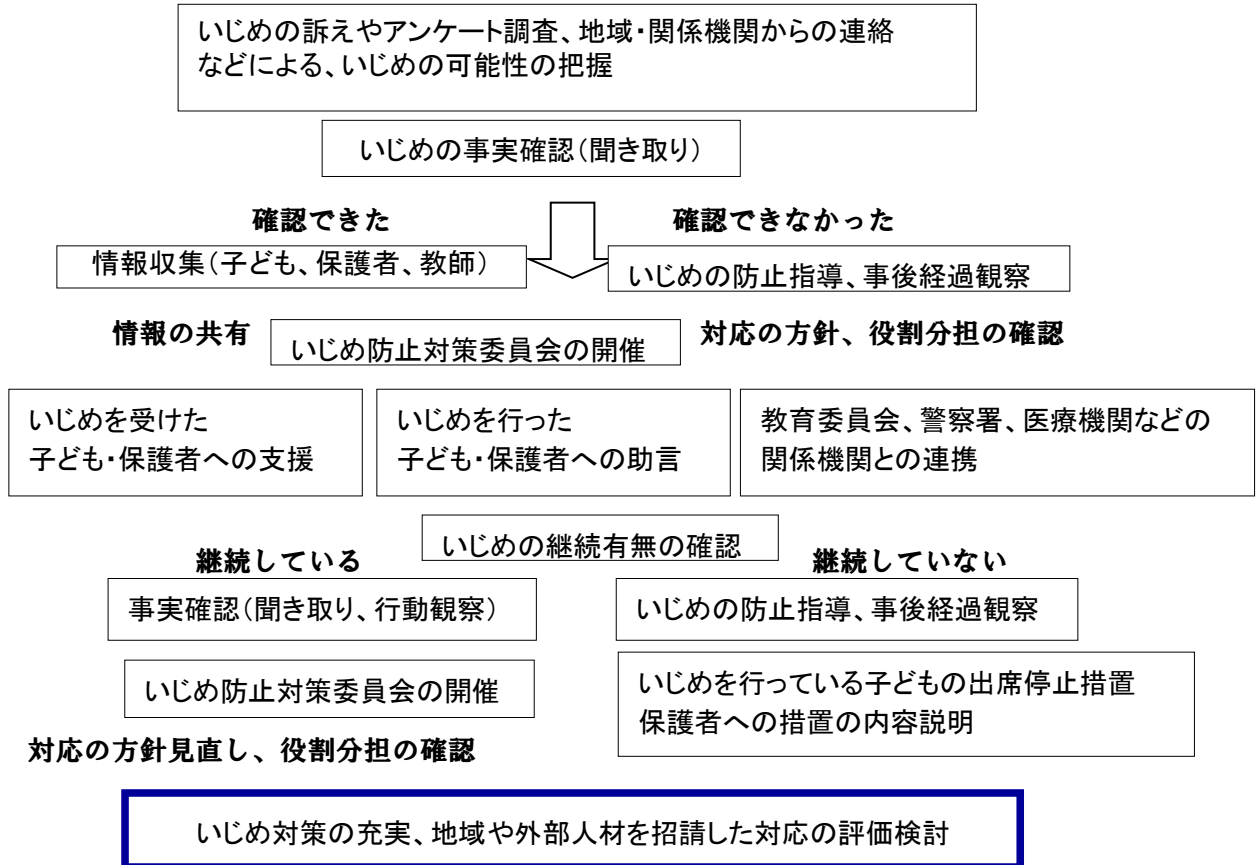 いじめの訴えやアンケート調査、地域・関係機関からの連絡
などによる、いじめの可能性の把握
いじめの事実確認（聞き取り）
確認できた
確認できなかった
情報収集（子ども、保護者、教師）
いじめの防止指導、事後経過観察
情報の共有
いじめ防止対策委員会の開催
対応の方針、役割分担の確認
いじめを受けた
子ども・保護者への支援
いじめを行った
子ども・保護者への助言
教育委員会、警察署、医療機関などの
関係機関との連携
いじめの継続有無の確認
継続している
継続していない
事実確認（聞き取り、行動観察）
いじめの防止指導、事後経過観察
いじめ防止対策委員会の開催
いじめを行っている子どもの出席停止措置
保護者への措置の内容説明
対応の方針見直し、役割分担の確認
いじめ対策の充実、地域や外部人材を招請した対応の評価検討